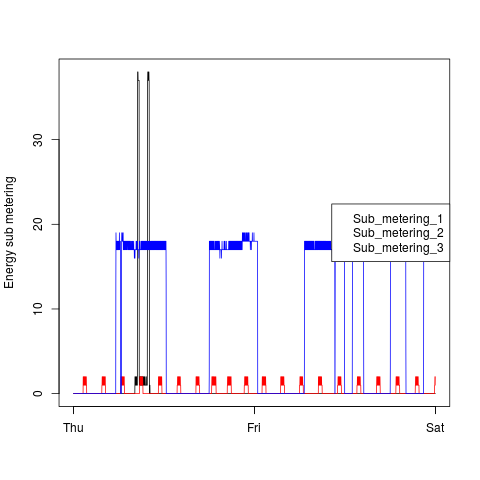 Energy sub metering
30
20
10
0
Sub_metering_1
Sub_metering_2
Sub_metering_3
Thu
Fri
Sat